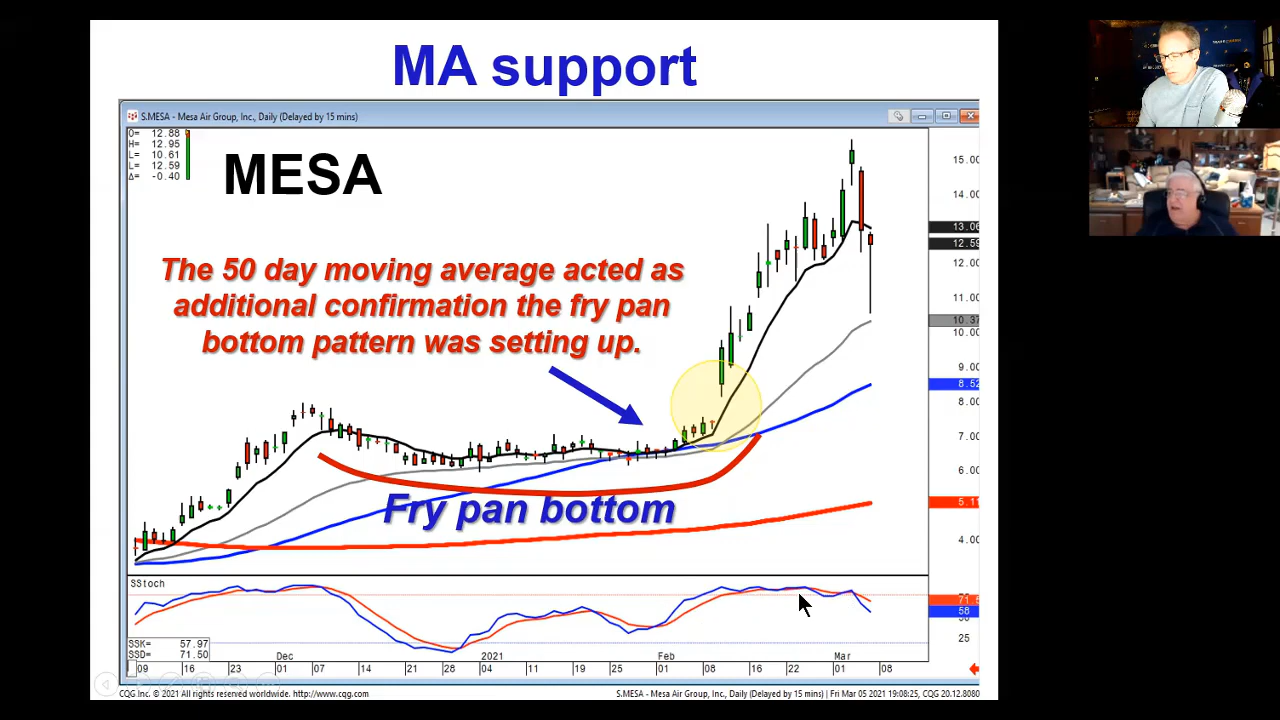 MA support
S.MESA - Mesa Air Group, Inc., Daily (Delayed by 15 mins)
O= 12.88
H= 12.95
L= 10.61
L= 12.59
Δ= -0.40
MESA
The 50 day moving average acted as
additional confirmation the fry pan
bottom pattern was setting up.
Fry pan bottom
15.00
14.00
13.06
12.59
12.00
11.00
10.37
10.00
9.00
8.52
8.00
7.00
6.00
5.11
4.00
SStoch
71
58
25
SSK= 57.97
SSD= 71.50
Dec 2021 Feb Mar
09 16 23 01 07 14 21 28 04 11 19 25 01 08 16 22 01 08
CQG Inc. © 2021 All rights reserved worldwide. http://www.cqg.com
S.MESA - Mesa Air Group, Inc., Daily (Delayed by 15 mins) | Fri Mar 05 2021 19:08:25, CQG 20.12.8080